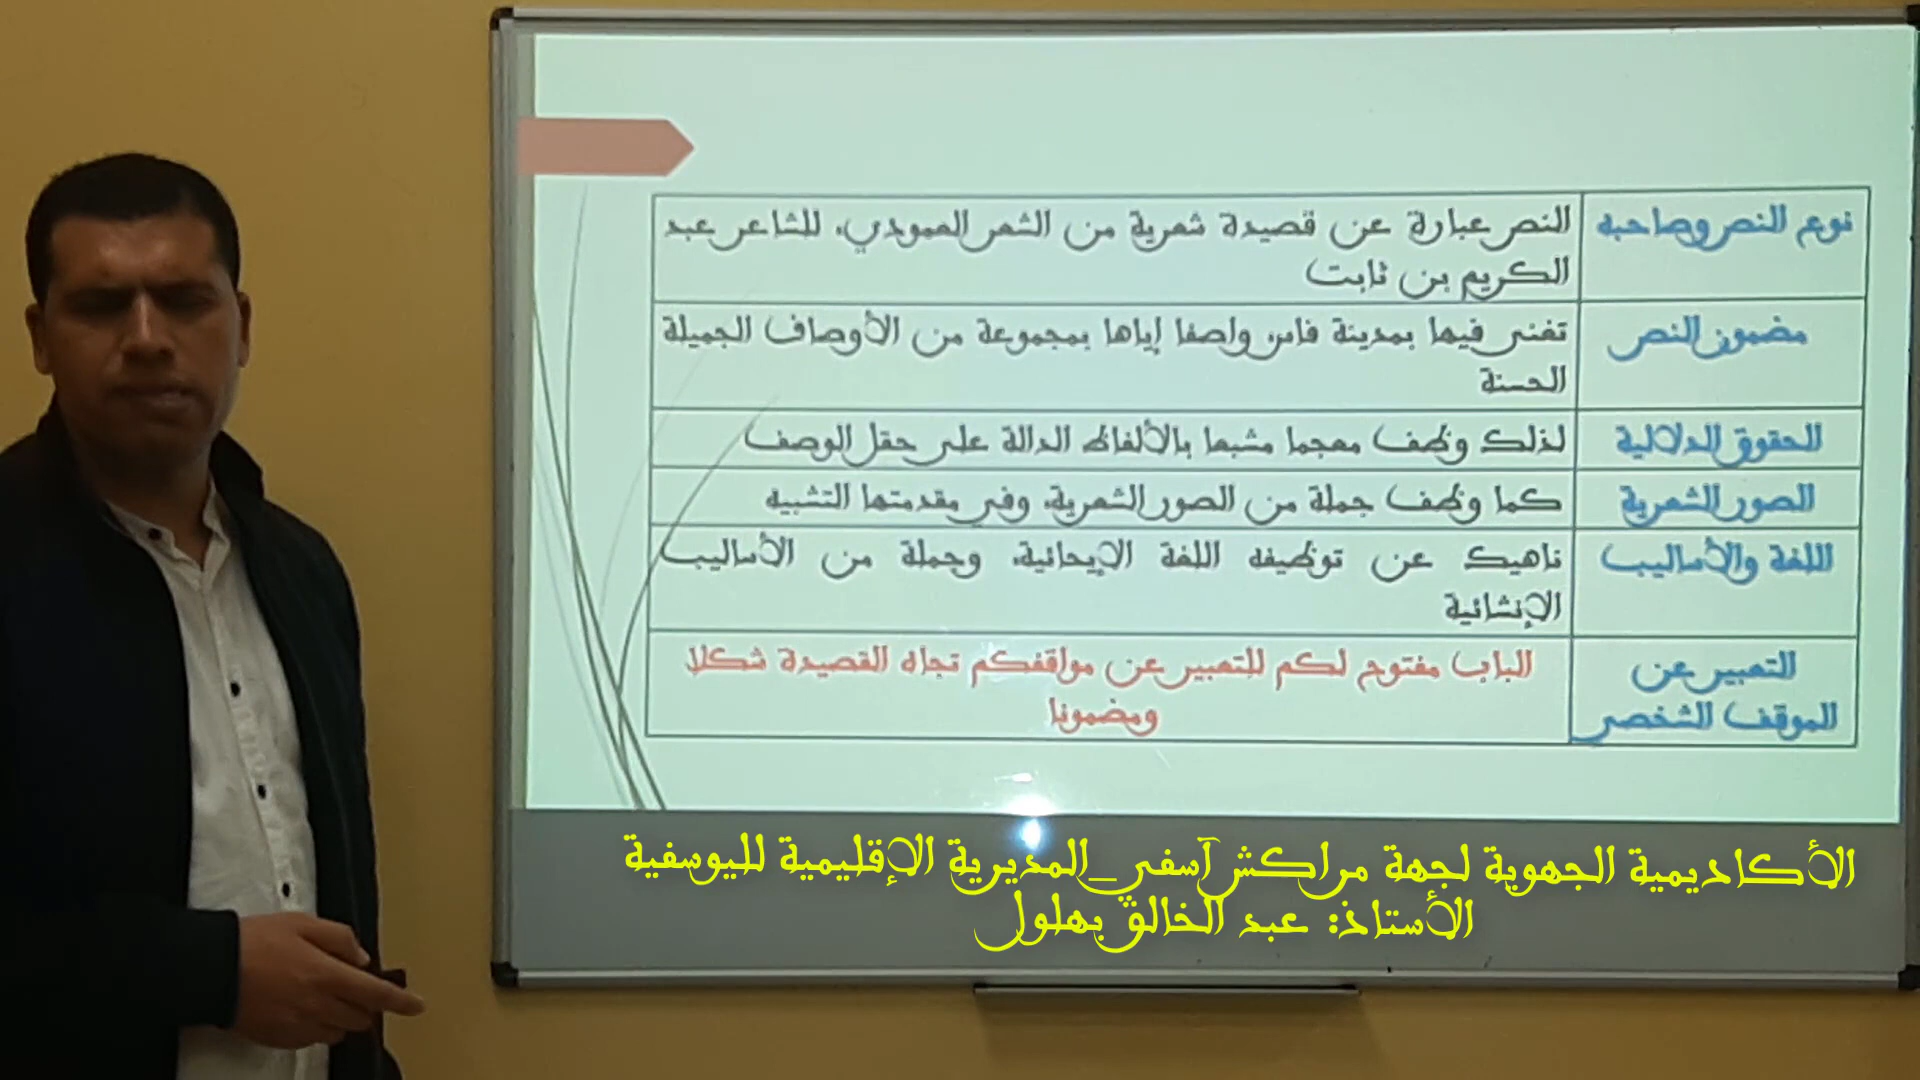 نوع النص وصاحبه
النص عبارة عن قصيدة شعرية من الشعر العمودي، للشاعر عبد
الكريم بن ثابت
مضمون النص
تغنى فيها بمدينة فاس واصفا إياها بمجموعة من الأوصاف الجميلة
الحسنة
الحقوق الدلالية
لذلك وظف معجما مشبعا بالألفاظ الدالة على حقل الوصف
الصور الشعرية
كما وظف جملة من الصور الشعرية، وفي مقدمتها التشبيه
اللغة والأساليب
ناهيك عن توظيفه اللغة الإيحائية، وجملة من الأساليب
الإنشائية
التعبير عن
الموقف الشخصي
الباب مفتوح لكم للتعبير عن مواقفكم تجاه القصيدة شكلا
ومضمونا
الأكاديمية الجهوية لجهة مراكش آسفي_المديرية الإقليمية لليوسفية
الأستاذ: عبد الخالق بهلول